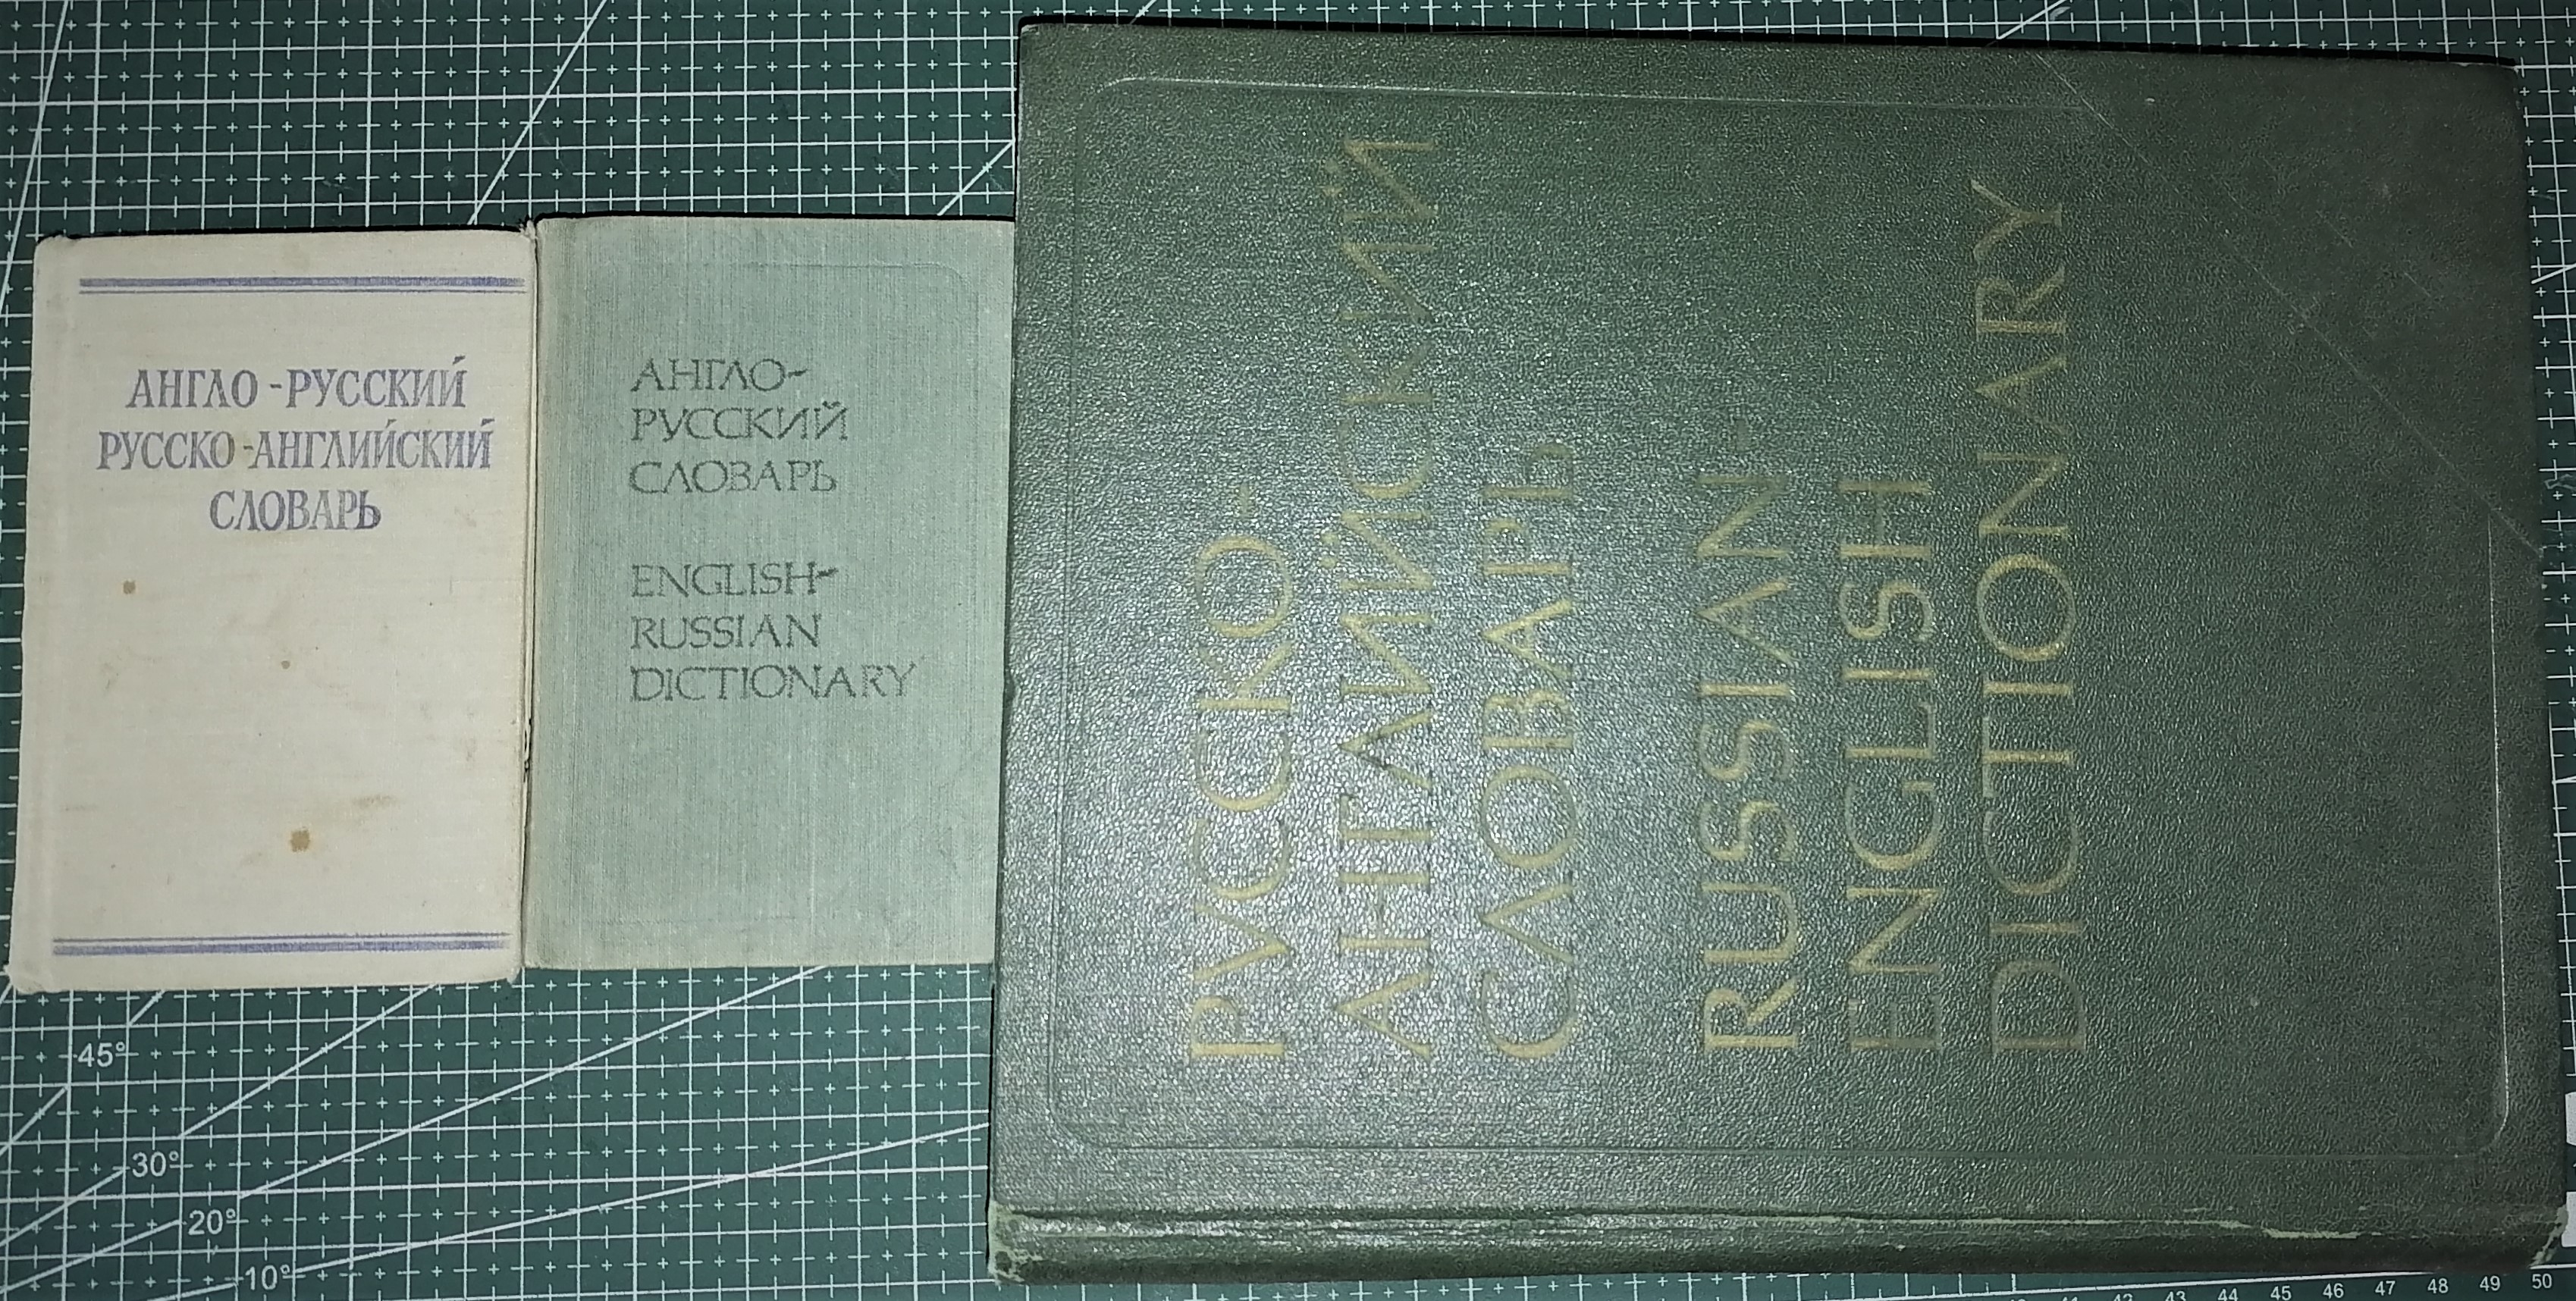 АНГЛО-РУССКИЙ
РУССКО-АНГЛИЙСКИЙ
СЛОВАРЬ
АНГЛО-
РУССКИЙ
СЛОВАРЬ
ENGLISH-
RUSSIAN
DICTIONARY
РУССКО-
АНГЛИЙСКИЙ
СЛОВАРЬ
RUSSIAN-
ENGLISH
DICTIONARY
45°
30°
20°
10°
42 43 44 45 46 47 48 49 50